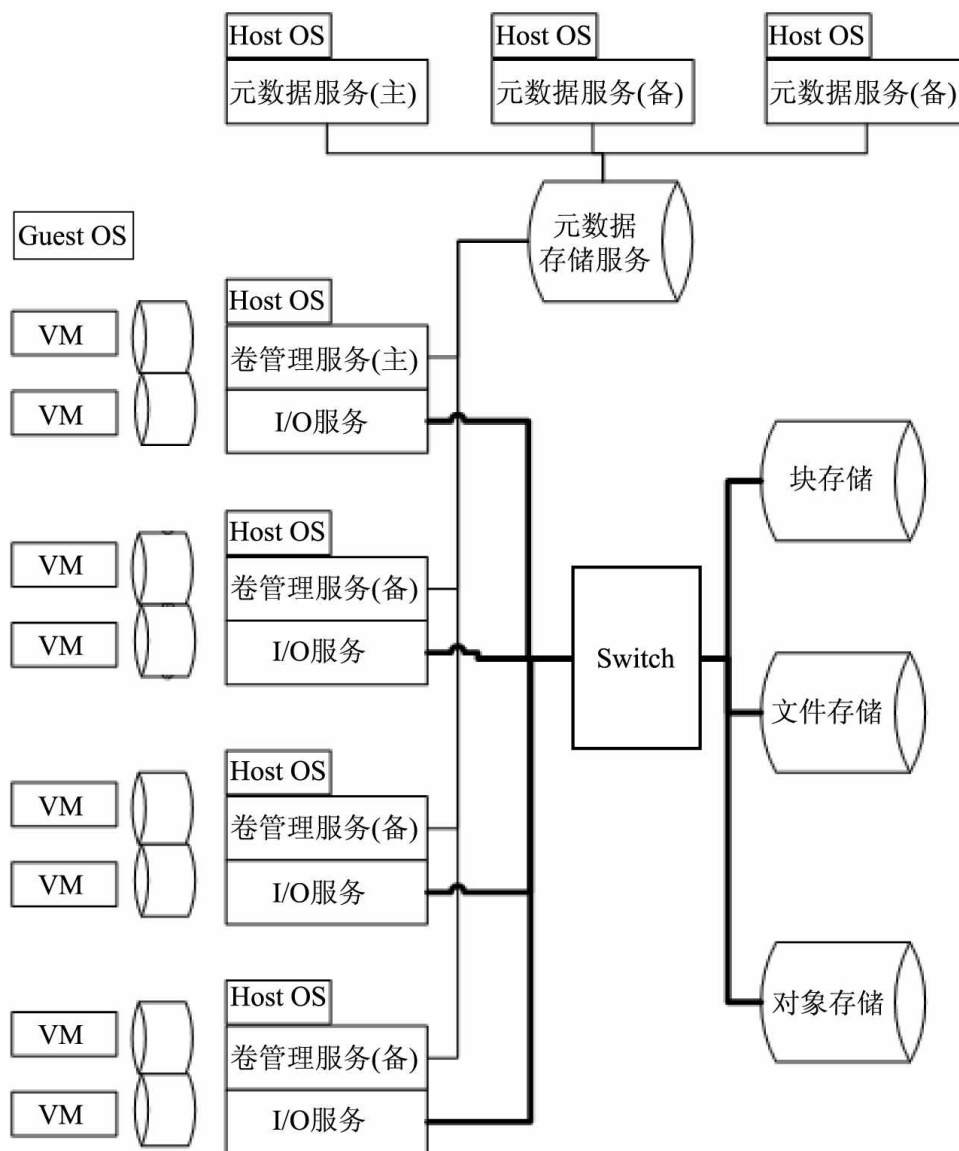 Host OS
Host OS
Host OS
元数据服务(主)
元数据服务(备)
元数据服务(备)
元数据
存储服务
Guest OS
Host OS
VM
卷管理服务(主)
VM
I/O服务
块存储
Host OS
VM
卷管理服务(备)
VM
I/O服务
Switch
文件存储
Host OS
VM
卷管理服务(备)
VM
I/O服务
Host OS
对象存储
VM
卷管理服务(备)
VM
I/O服务